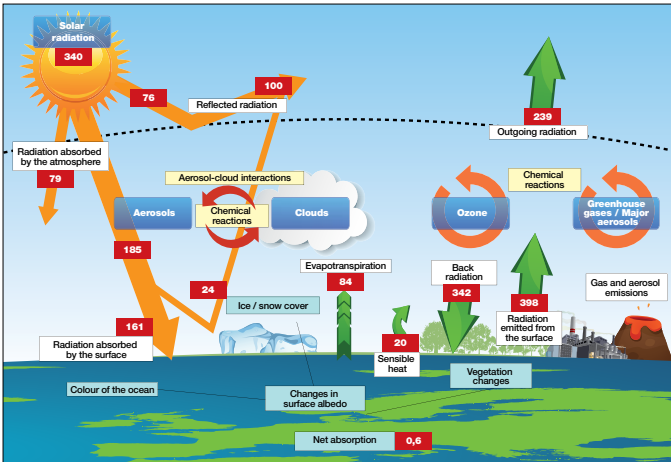 Solar
radiation
340
76
100
Reflected radiation
239
Outgoing radiation
Radiation absorbed
by the atmosphere
79
Aerosol-cloud interactions
Aerosols
Chemical
reactions
Clouds
Chemical
reactions
Ozone
Greenhouse
gases / Major
aerosols
185
24
Evapotranspiration
84
Back
radiation
342
398
Radiation
emitted from
the surface
Gas and aerosol
emissions
Ice / snow cover
161
Radiation absorbed
by the surface
20
Sensible
heat
Colour of the ocean
Changes in
surface albedo
Vegetation
changes
Net absorption
0,6